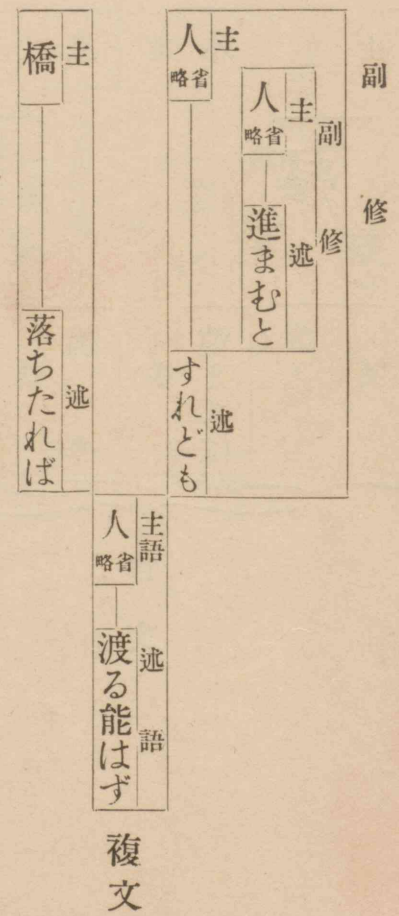 副修
副修
主 述
人省略 進まむと
主 述
人省略 すれども
主語 述語
人省略 渡る能はず
複文
主 述
橋 落ちたれば